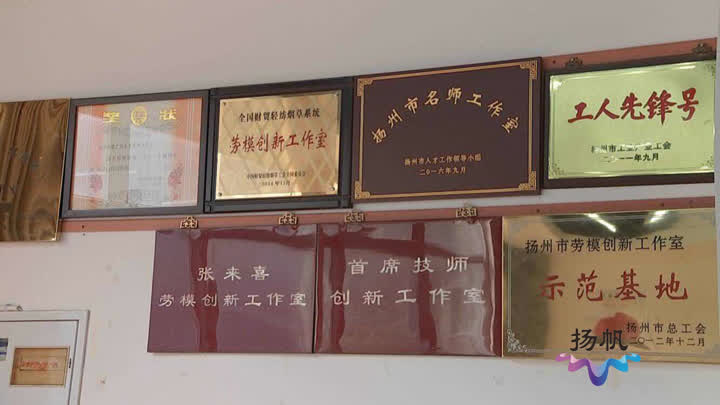 奖状
全国财贸轻纺烟草系统
劳模创新工作室
扬州市名师工作室
扬州市人才工作领导小组
二〇一六年九月
工人先锋号
二〇一一年九月
张来喜
劳模创新工作室
首席技师
创新工作室
扬州市劳模创新工作室
示范基地
扬州市总工会
二〇一二年十二月
扬帆